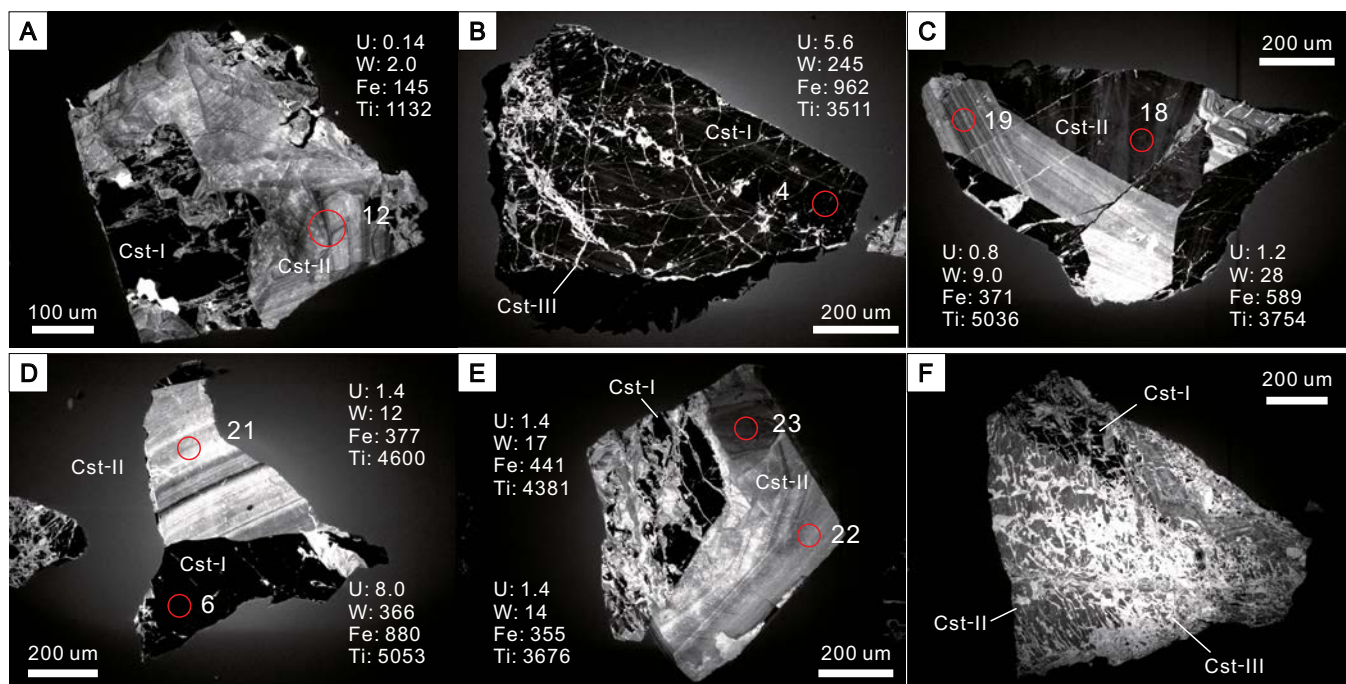 A
U: 0.14
W: 2.0
Fe: 145
Ti: 1132
12
Cst-I
Cst-II
100 um
B
U: 5.6
W: 245
Fe: 962
Ti: 3511
Cst-I
4
Cst-III
200 um
C
200 um
19
Cst-II
18
U: 0.8
W: 9.0
Fe: 371
Ti: 5036
U: 1.2
W: 28
Fe: 589
Ti: 3754
D
U: 1.4
W: 12
Fe: 377
Ti: 4600
21
Cst-II
Cst-I
6
U: 8.0
W: 366
Fe: 880
Ti: 5053
200 um
E
Cst-I
U: 1.4
W: 17
Fe: 441
Ti: 4381
23
Cst-II
22
U: 1.4
W: 14
Fe: 355
Ti: 3676
200 um
F
200 um
Cst-I
Cst-II
Cst-III